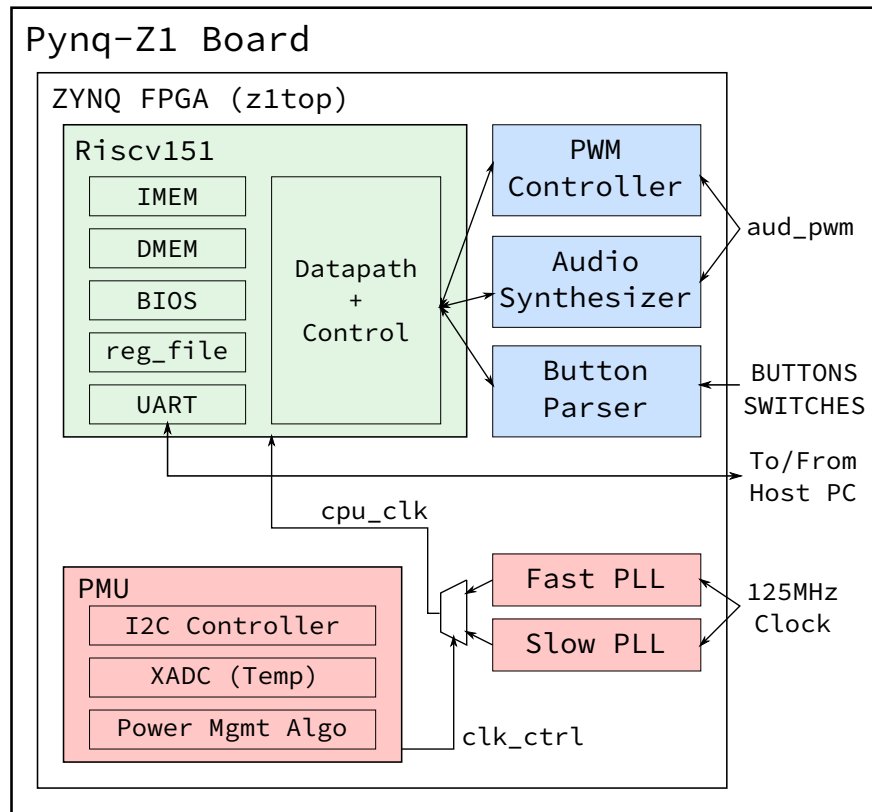 Pynq-Z1 Board
ZYNQ FPGA (z1top)
Riscv151
IMEM
DMEM
BIOS
reg_file
UART
Datapath
+
Control
PWM
Controller
Audio
Synthesizer
Button
Parser
aud_pwm
BUTTONS
SWITCHES
To/From
Host PC
cpu_clk
PMU
I2C Controller
XADC (Temp)
Power Mgmt Algo
Fast PLL
Slow PLL
125MHz
Clock
clk_ctrl